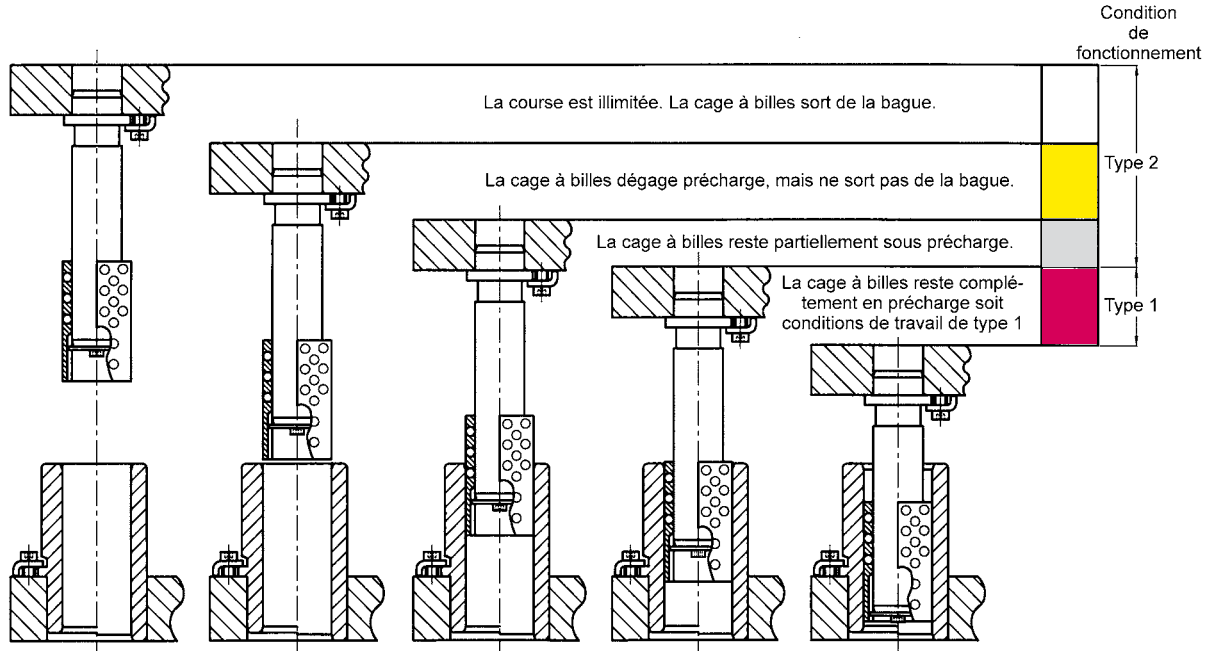 Condition
de
fonctionnement
La course est illimitée. La cage à billes sort de la bague.
La cage à billes dégage précharge, mais ne sort pas de la bague.
Type 2
La cage à billes reste partiellement sous précharge.
La cage à billes reste complé-
tement en précharge soit
conditions de travail de type 1
Type 1